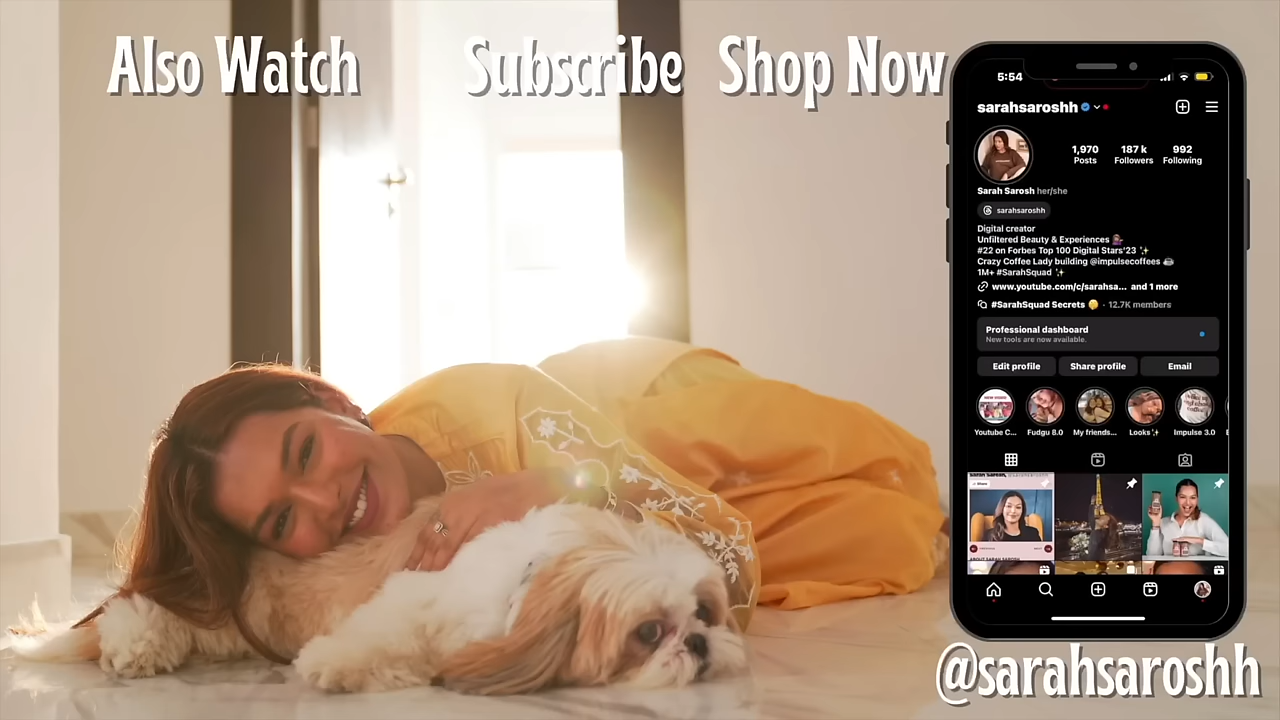 Also Watch
Subscribe
Shop Now
5:54
sarahsaroshh
1,970
187 k
992
Posts
Followers
Following
Sarah Sarosh her/she
sarahsaroshh
Digital creator
Unfiltered Beauty & Experiences 💇🏽‍♀️
#22 on Forbes Top 100 Digital Stars'23 ✨
Crazy Coffee Lady building @impulsecoffees ☕
1M+ #SarahSquad ✨
www.youtube.com/c/sarahsa... and 1 more
#SarahSquad Secrets 🤫 · 12.7K members
Professional dashboard
New tools are now available.
Edit profile
Share profile
Email
Youtube C...
Fudgu 8.0
My friends...
Looks ✨
Impulse 3.0
@sarahsaroshh